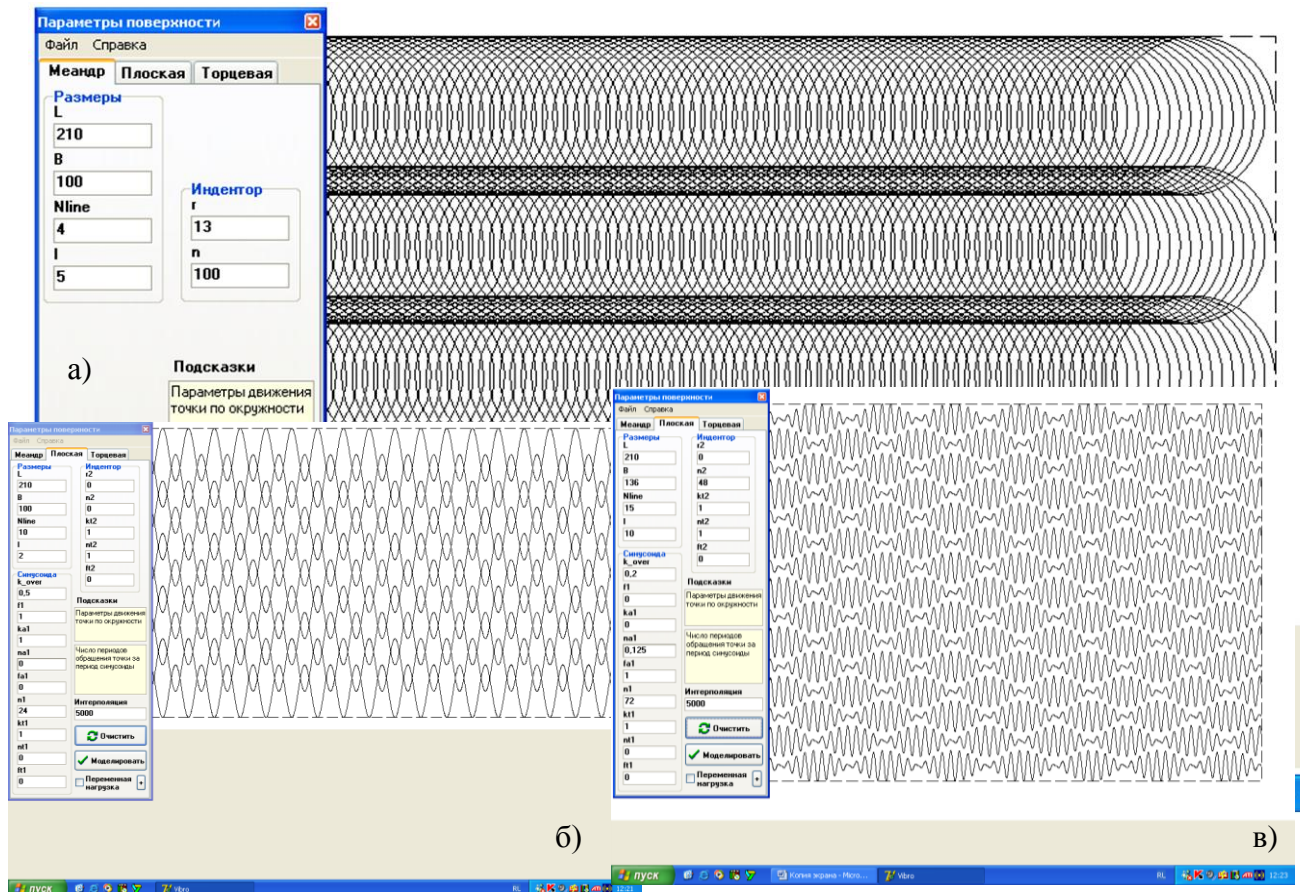 Параметры поверхности
Файл Справка
Меандр Плоская Торцевая
Размеры
L
210
B
100
Nline
4
l
5
Индентор
r
13
n
100
Подсказки
Параметры движения
точки по окружности
а)
Параметры поверхности
Файл Справка
Меандр Плоская Торцевая
Размеры
L
210
B
100
Nline
10
l
2
Синусоида
k_over
0,5
f1
1
ka1
1
na1
0
fa1
0
n1
24
kt1
1
nt1
0
ft1
0
Индентор
r2
0
n2
0
kt2
1
nt2
1
ft2
0
Подсказки
Параметры движения
точки по окружности
Число периодов
обращения точки за
период синусоиды
Интерполяция
5000
Очистить
Моделировать
Переменная
нагрузка
б)
Параметры поверхности
Файл Справка
Меандр Плоская Торцевая
Размеры
L
210
B
136
Nline
15
l
10
Синусоида
k_over
0,2
f1
0
ka1
0
na1
0,125
fa1
1
n1
72
kt1
1
nt1
0
ft1
0
Индентор
r2
0
n2
48
kt2
1
nt2
1
ft2
0
Подсказки
Параметры движения
точки по окружности
Число периодов
обращения точки за
период синусоиды
Интерполяция
5000
Очистить
Моделировать
Переменная
нагрузка
в)
пуск
Vibro
RL
12:21
пуск
Копия экрана - Micro...
Vibro
RL
12:23